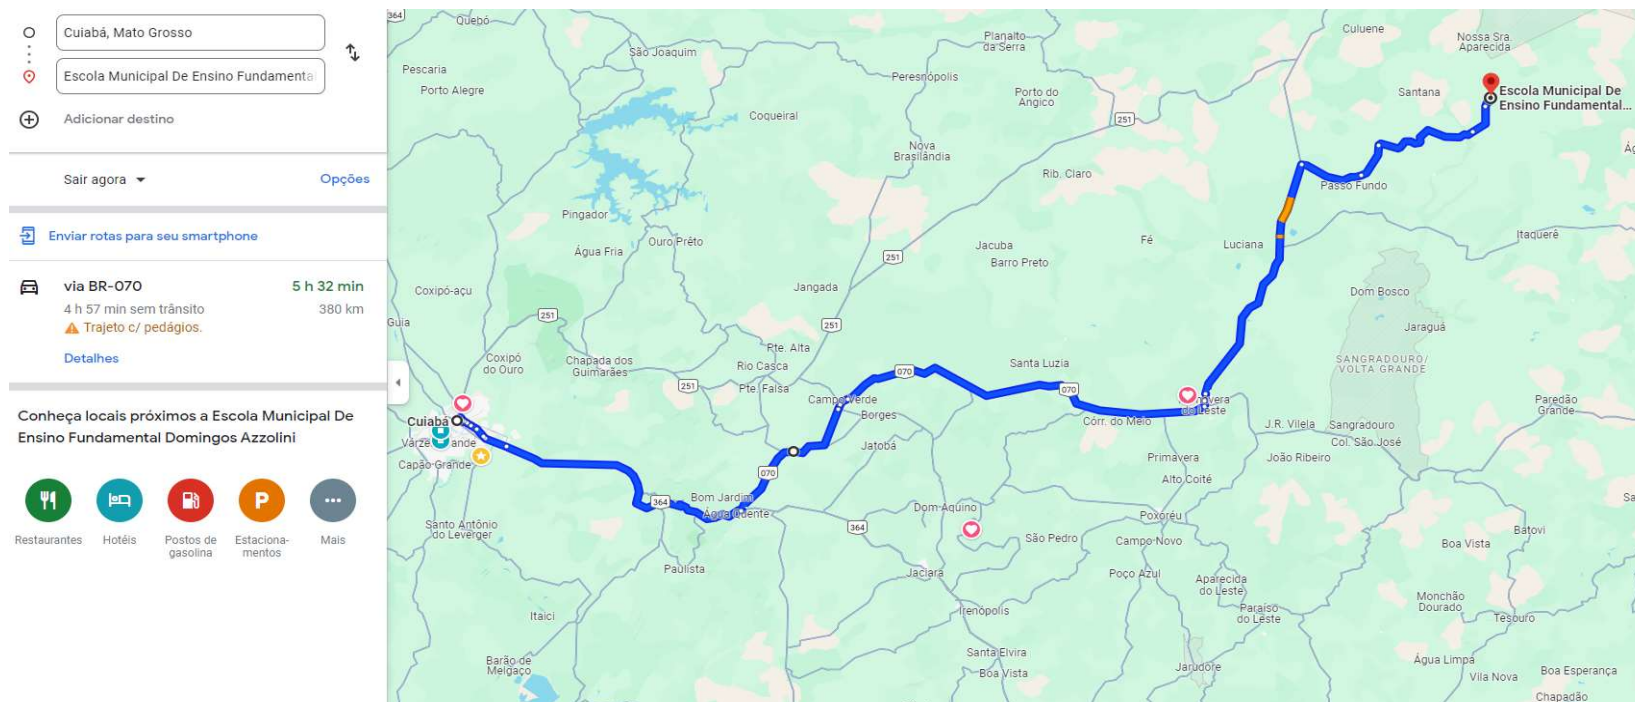 Cuiabá, Mato Grosso
Escola Municipal De Ensino Fundamenta
Adicionar destino
Sair agora
Opções
Enviar rotas para seu smartphone
via BR-070
5 h 32 min
4 h 57 min sem trânsito
380 km
Trajeto c/ pedágios.
Detalhes
Conheça locais próximos a Escola Municipal De
Ensino Fundamental Domingos Azzolini
Restaurantes
Hotéis
Postos de
gasolina
Estaciona-
mentos
Mais
364
Quebó
São Joaquim
Planalto
da Serra
Culuene
Nossa Sra.
Aparecida
Pescaria
Porto Alegre
Peresnópolis
Porto do
Angico
Santana
Escola Municipal De
Ensino Fundamental...
Coqueiral
251
Nova
Brasilândia
Rib. Claro
Passo Fundo
Pingador
Ouro Prêto
Água Fria
Jacuba
Barro Preto
Fé
Luciana
Itaquerê
251
Coxipó-açu
Jangada
Dom Bosco
Guia
251
251
Jaraguá
Coxipó
do Ouro
Chapada dos
Guimarães
Pte. Alta
Rio Casca
Pte. Falsa
251
070
Santa Luzia
070
SANGRADOURO/
VOLTA GRANDE
Cuiabá
Campo Verde
Borges
Córr. do Meio
do Leste
Paredão
Grande
J.R. Vilela
Sangradouro
Col. São José
Capão Grande
Jatobá
Primavera
João Ribeiro
070
Alto Coité
364
Bom Jardim
Água Quente
364
Dom Aquino
Poxoréu
Santo Antônio
do Leverger
São Pedro
Campo Novo
Batovi
Boa Vista
Paulista
Jaciara
Poço Azul
Aparecida
do Leste
Monchão
Dourado
Itaici
Irenópolis
Paraíso
do Leste
Tesouro
Barão de
Melgaço
Santa Elvira
Boa Vista
Jarudore
Água Limpa
Boa Esperança
Vila Nova
Chapadão